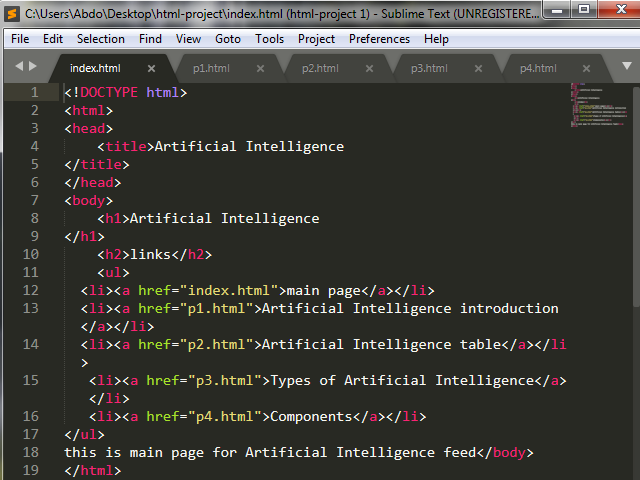 C:\Users\Abdo\Desktop\html-project\index.html (html-project 1) - Sublime Text (UNREGISTERE...
File Edit Selection Find View Goto Tools Project Preferences Help
index.html p1.html p2.html p3.html p4.html
1 <!DOCTYPE html>
2 <html>
3 <head>
4 <title>Artificial Intelligence
5 </title>
6 </head>
7 <body>
8 <h1>Artificial Intelligence
9 </h1>
10 <h2>links</h2>
11 <ul>
12 <li><a href="index.html">main page</a></li>
13 <li><a href="p1.html">Artificial Intelligence introduction
</a></li>
14 <li><a href="p2.html">Artificial Intelligence table</a></li
>
15 <li><a href="p3.html">Types of Artificial Intelligence</a>
</li>
16 <li><a href="p4.html">Components</a></li>
17 </ul>
18 this is main page for Artificial Intelligence feed</body>
19 </html>